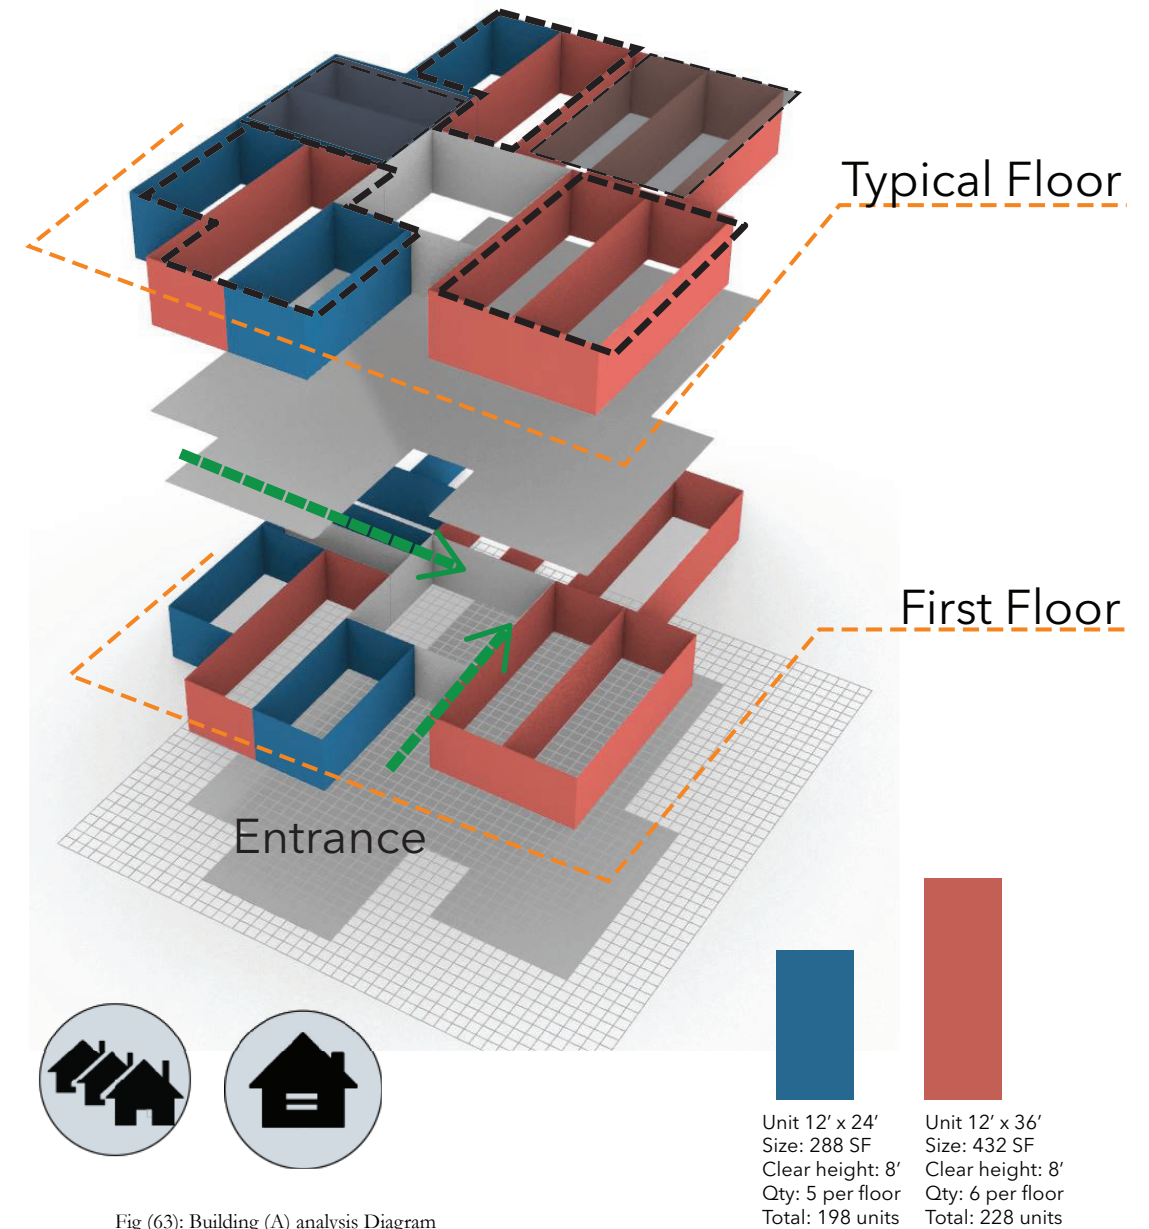 Typical Floor
First Floor
Entrance
Unit 12’ x 24’
Size: 288 SF
Clear height: 8’
Qty: 5 per floor
Total: 198 units
Unit 12’ x 36’
Size: 432 SF
Clear height: 8’
Qty: 6 per floor
Total: 228 units
Fig (63): Building (A) analysis Diagram